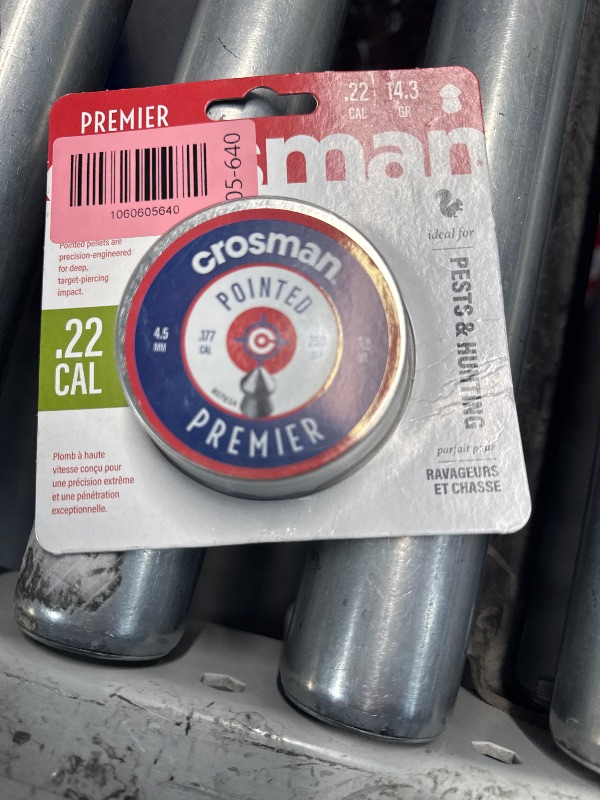 PREMIER
.22 14.3
CAL GR
sman
1060605640
05-640
Pointed pellets are
precision-engineered
for deep,
target-piercing
impact.
.22
CAL
Plomb à haute
vitesse conçu pour
une précision extrême
et une pénétration
exceptionnelle.
crosman
POINTED
4.5
MM
.177
CAL
PREMIER
ideal for
PESTS & HUNTING
parfait pour
RAVAGEURS
ET CHASSE